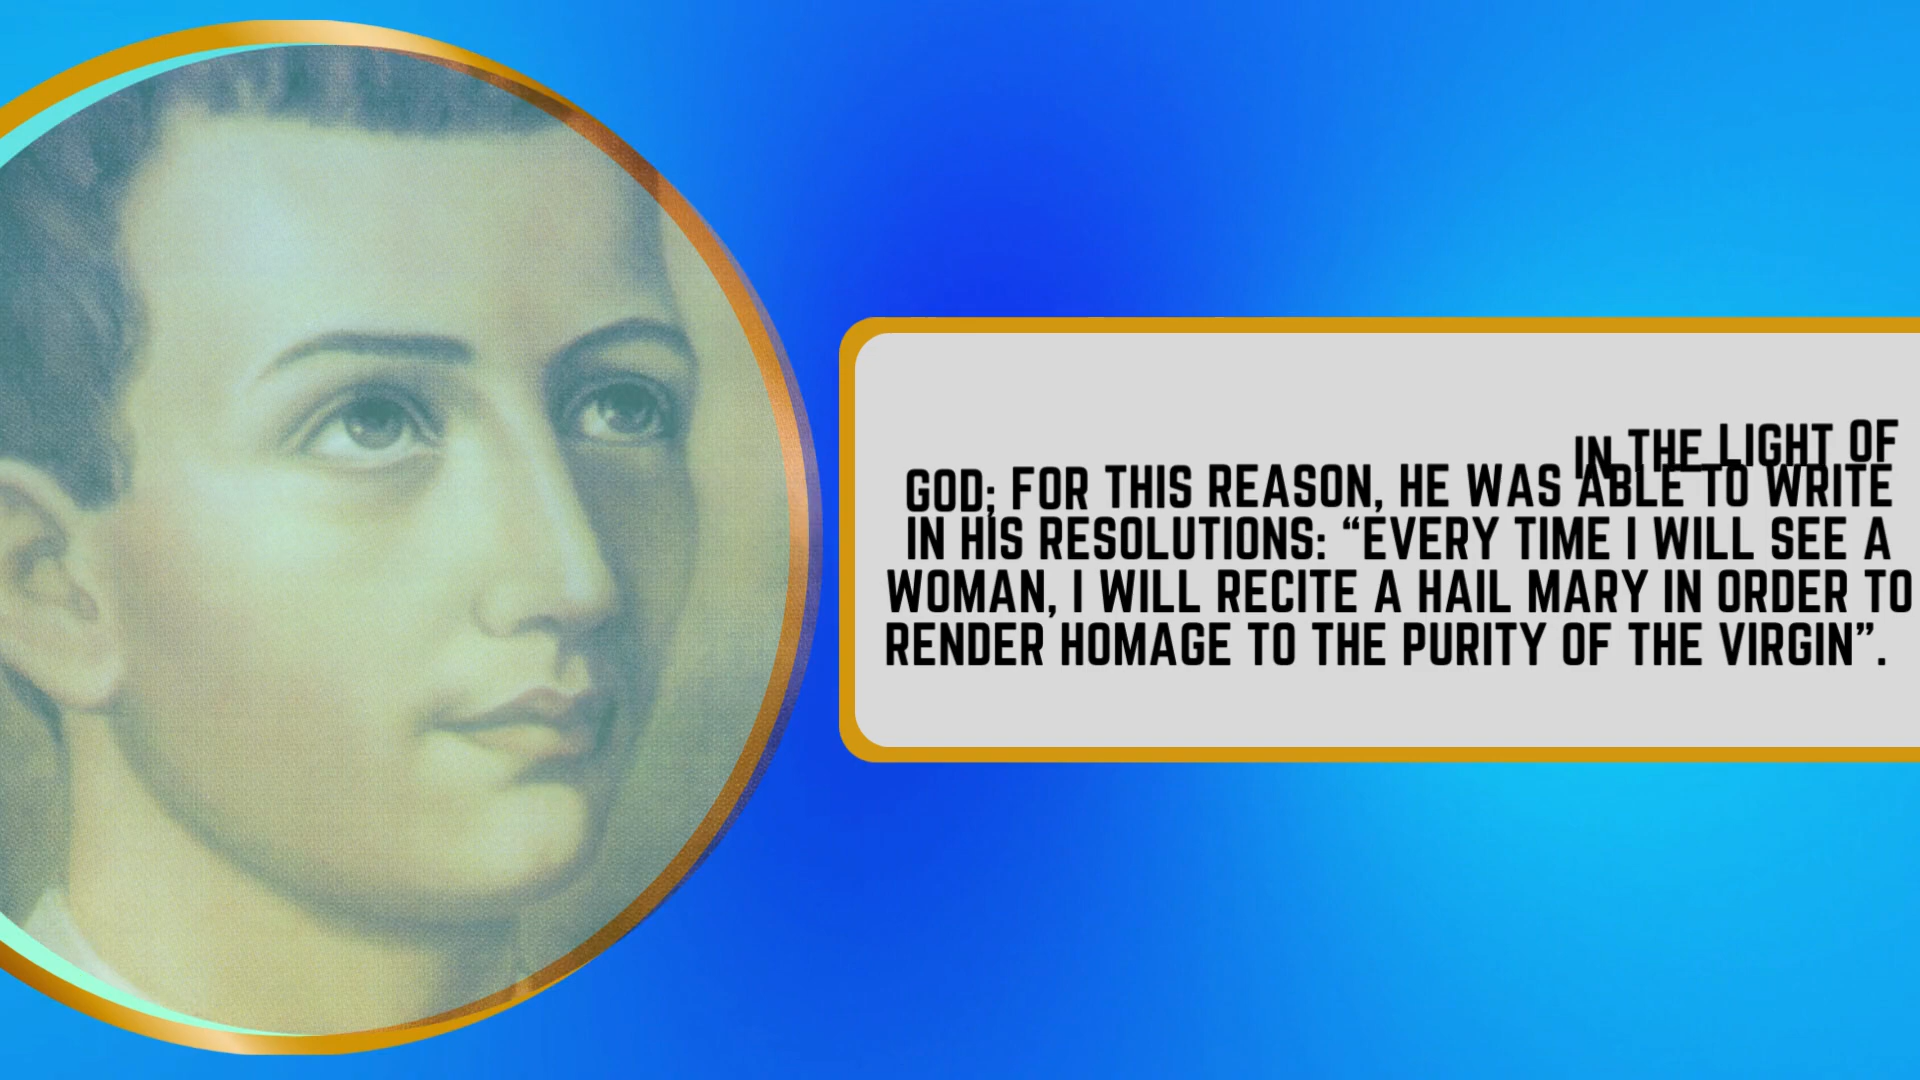 IN THE LIGHT OF
GOD; FOR THIS REASON, HE WAS ABLE TO WRITE
IN HIS RESOLUTIONS: “EVERY TIME I WILL SEE A
WOMAN, I WILL RECITE A HAIL MARY IN ORDER TO
RENDER HOMAGE TO THE PURITY OF THE VIRGIN”.